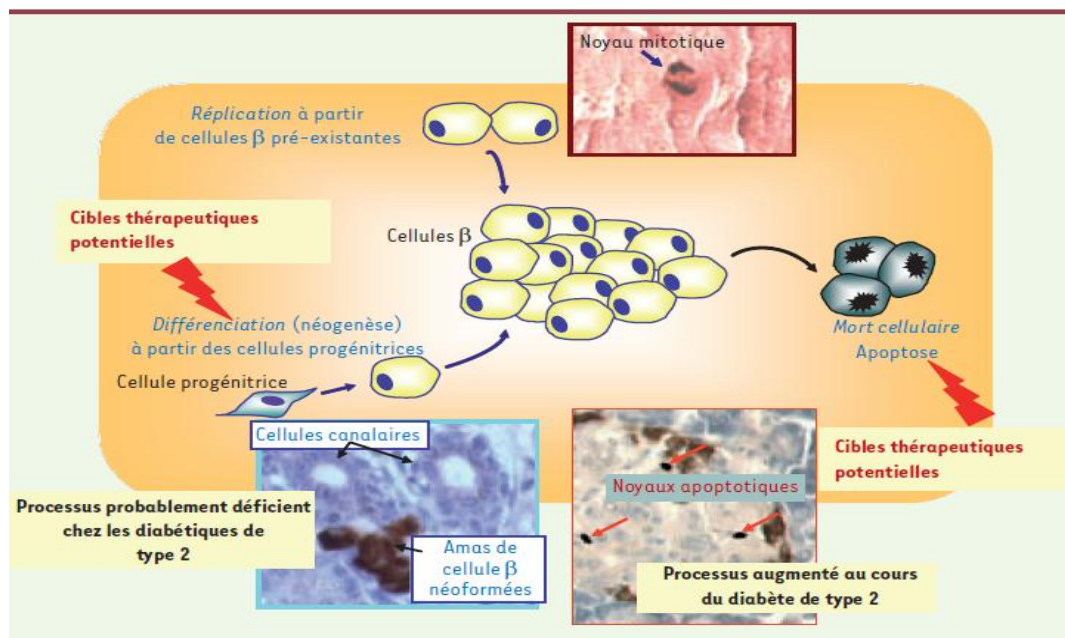 Noyau mitotique
Réplication à partir
de cellules β pré-existantes
Cibles thérapeutiques
potentielles
Cellules β
Différenciation (néogenèse)
à partir des cellules progénitrices
Cellule progénitrice
Mort cellulaire
Apoptose
Cellules canalaires
Cibles thérapeutiques
potentielles
Noyaux apoptotiques
Processus probablement déficient
chez les diabétiques de
type 2
Amas de
cellule β
néoformées
Processus augmenté au cours
du diabète de type 2